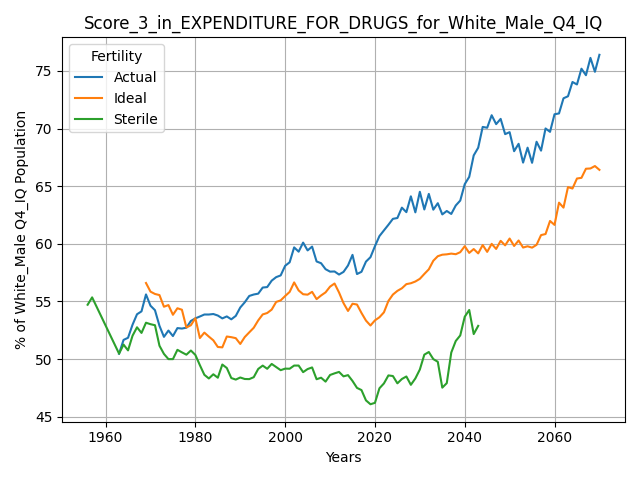 Score_3_in_EXPENDITURE_FOR_DRUGS_for_White_Male_Q4_IQ
Fertility
Actual
Ideal
Sterile
% of White_Male Q4_IQ Population
75
70
65
60
55
50
45
1960
1980
2000
2020
2040
2060
Years